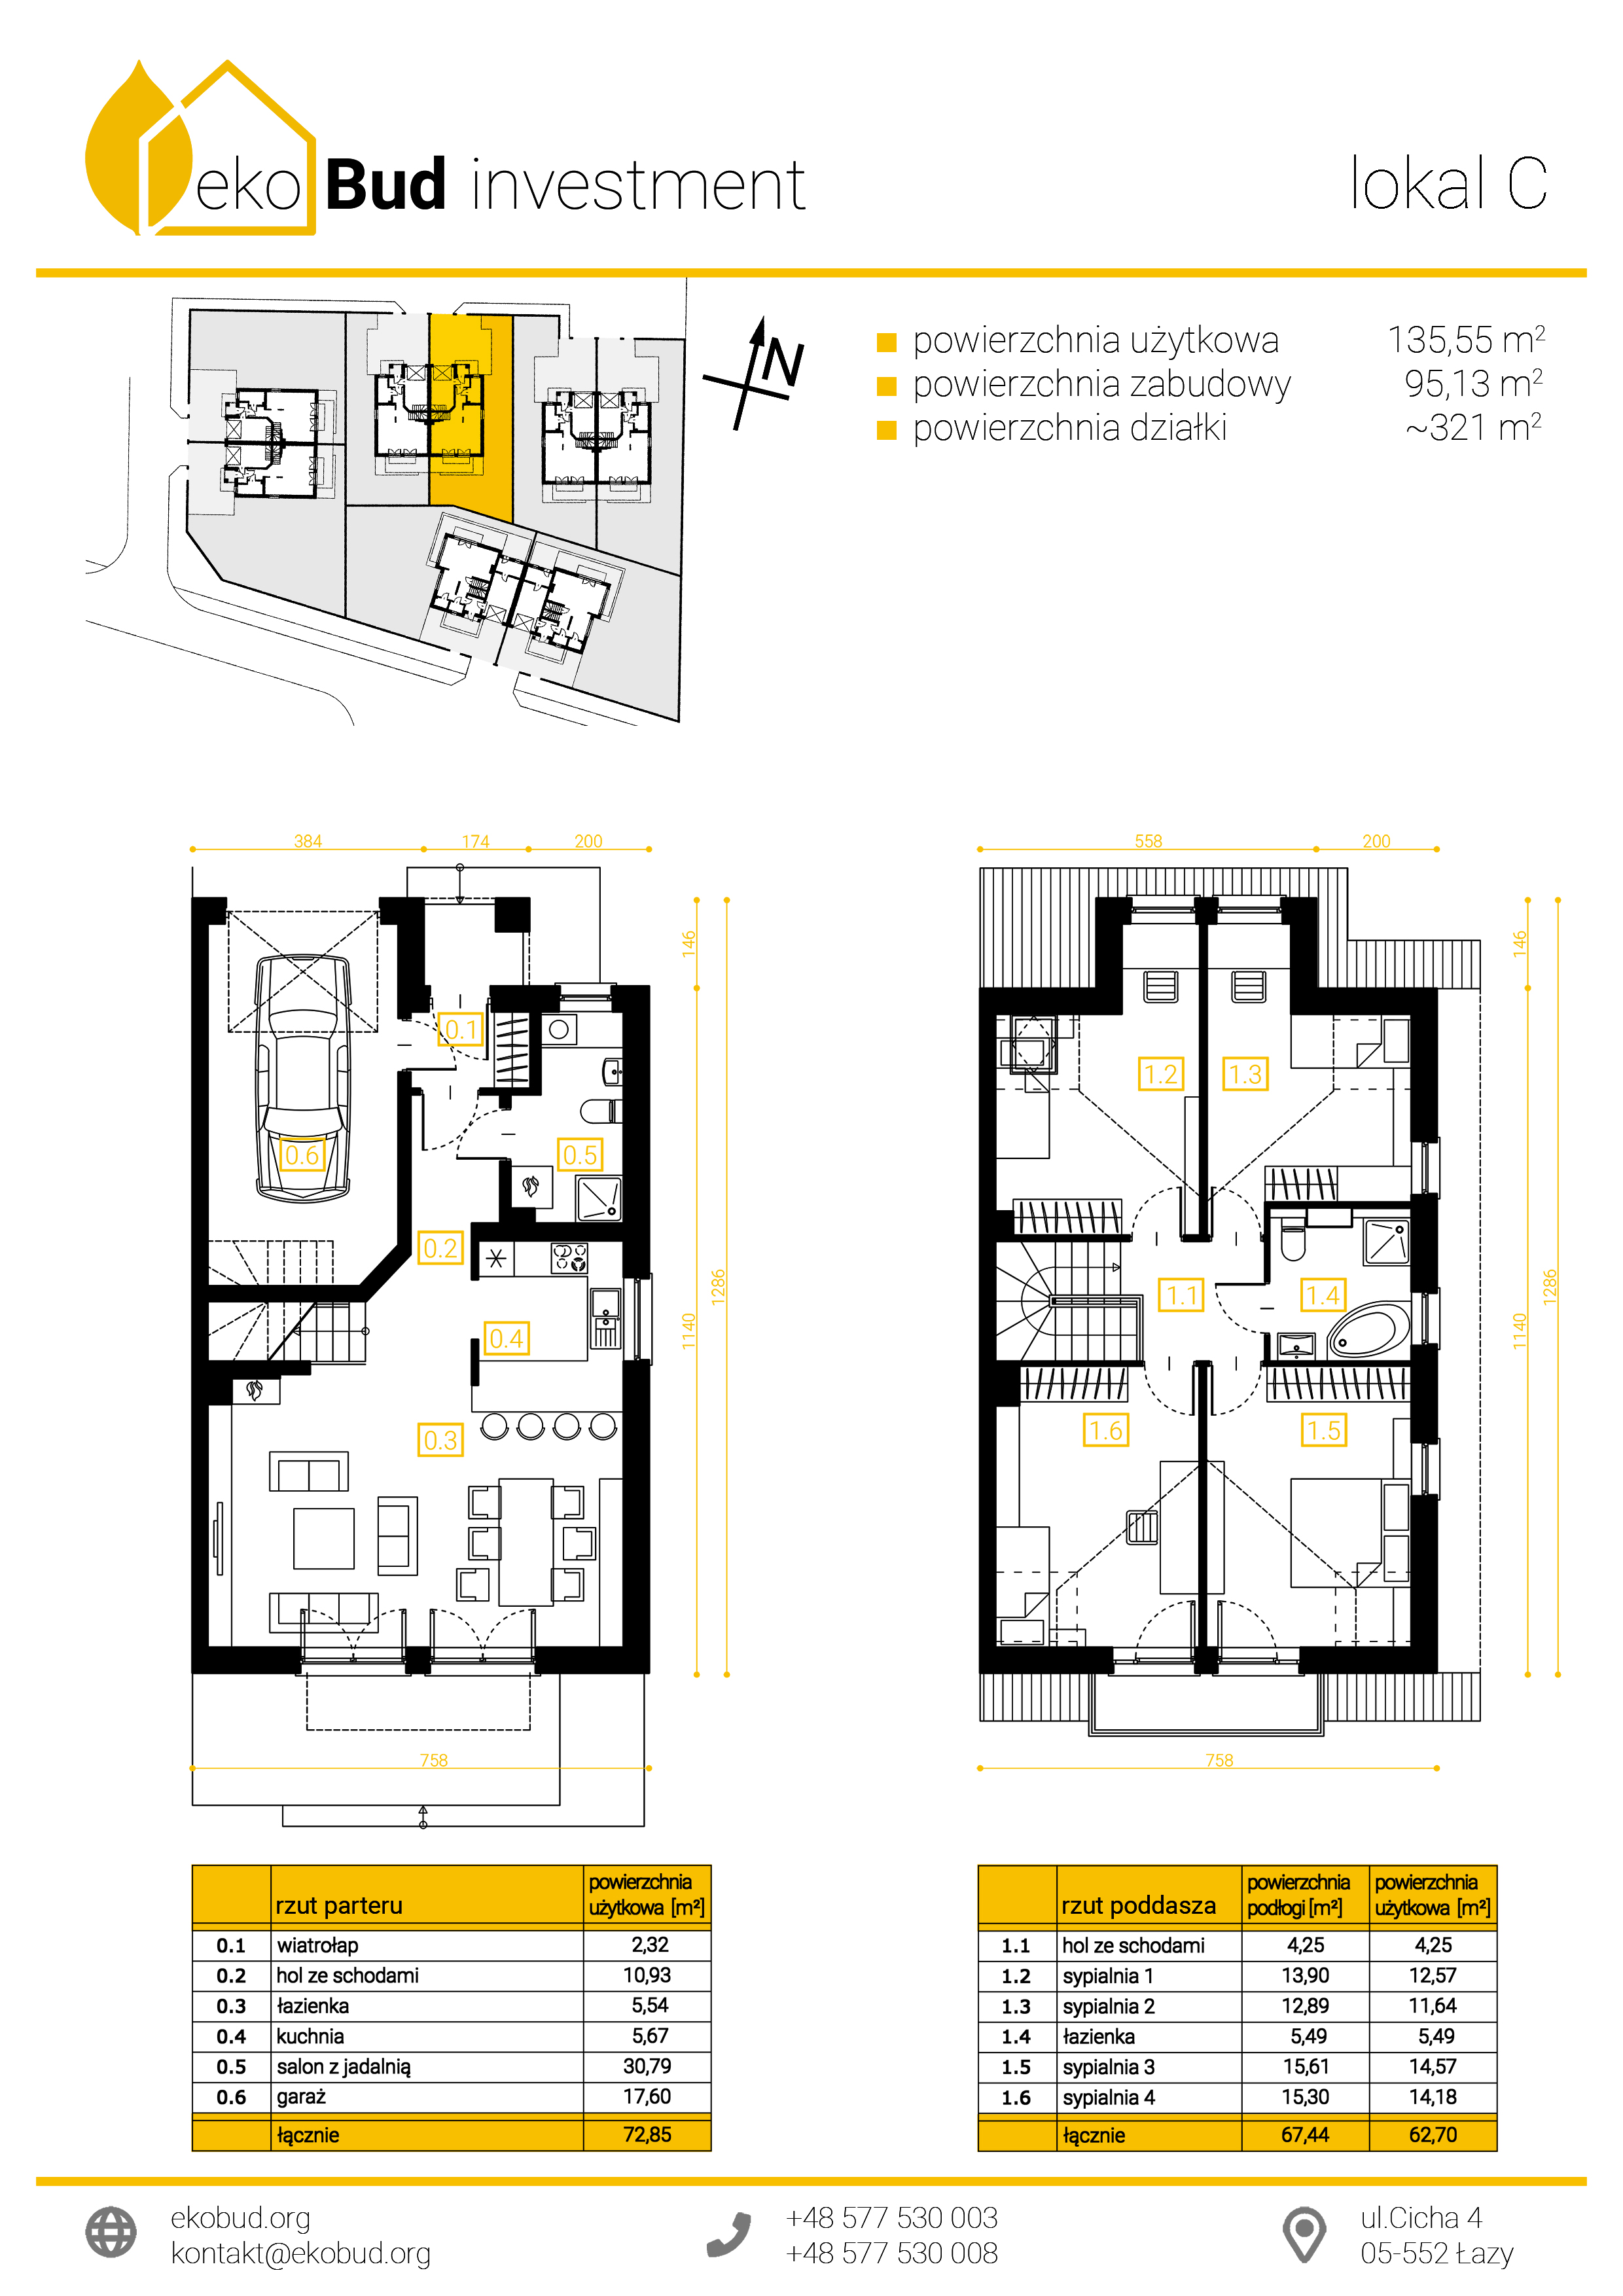 eko Bud investment
lokal C
N
powierzchnia użytkowa 135,55 m²
powierzchnia zabudowy 95,13 m²
powierzchnia działki ~321 m²
384 174 200
146
1140
1286
0.1
0.6
0.5
0.2
0.4
0.3
758
558 200
146
1140
1286
1.2
1.3
1.1
1.4
1.6
1.5
758
rzut parteru powierzchnia użytkowa [m²]
0.1 wiatrołap 2,32
0.2 hol ze schodami 10,93
0.3 łazienka 5,54
0.4 kuchnia 5,67
0.5 salon z jadalnią 30,79
0.6 garaż 17,60
łącznie 72,85
rzut poddasza powierzchnia podłogi [m²] powierzchnia użytkowa [m²]
1.1 hol ze schodami 4,25 4,25
1.2 sypialnia 1 13,90 12,57
1.3 sypialnia 2 12,89 11,64
1.4 łazienka 5,49 5,49
1.5 sypialnia 3 15,61 14,57
1.6 sypialnia 4 15,30 14,18
łącznie 67,44 62,70
ekobud.org
kontakt@ekobud.org
+48 577 530 003
+48 577 530 008
ul.Cicha 4
05-552 Łazy